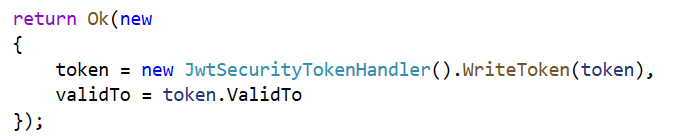 return Ok(new
{
    token = new JwtSecurityTokenHandler().WriteToken(token),
    validTo = token.ValidTo
});